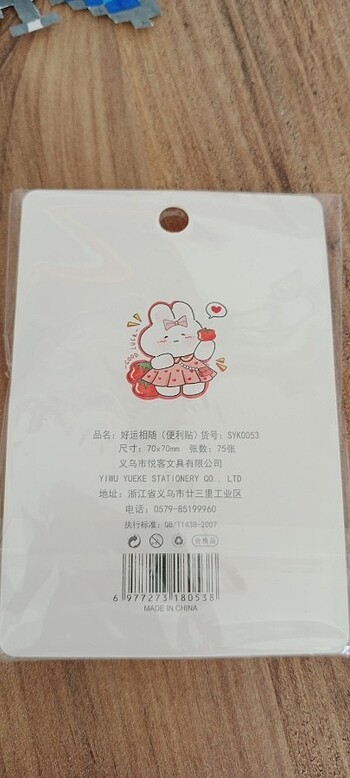 GOOD LUCK
品名：好运相随（便利贴）货号：SYK0053
尺寸：70x70mm 张数：75张
义乌市悦客文具有限公司
YIWU YUEKE STATIONERY CO., LTD
地址：浙江省义乌市廿三里工业区
电话：0579-85199960
执行标准：QB/T1438-2007
合格品
6 977273 180538
MADE IN CHINA